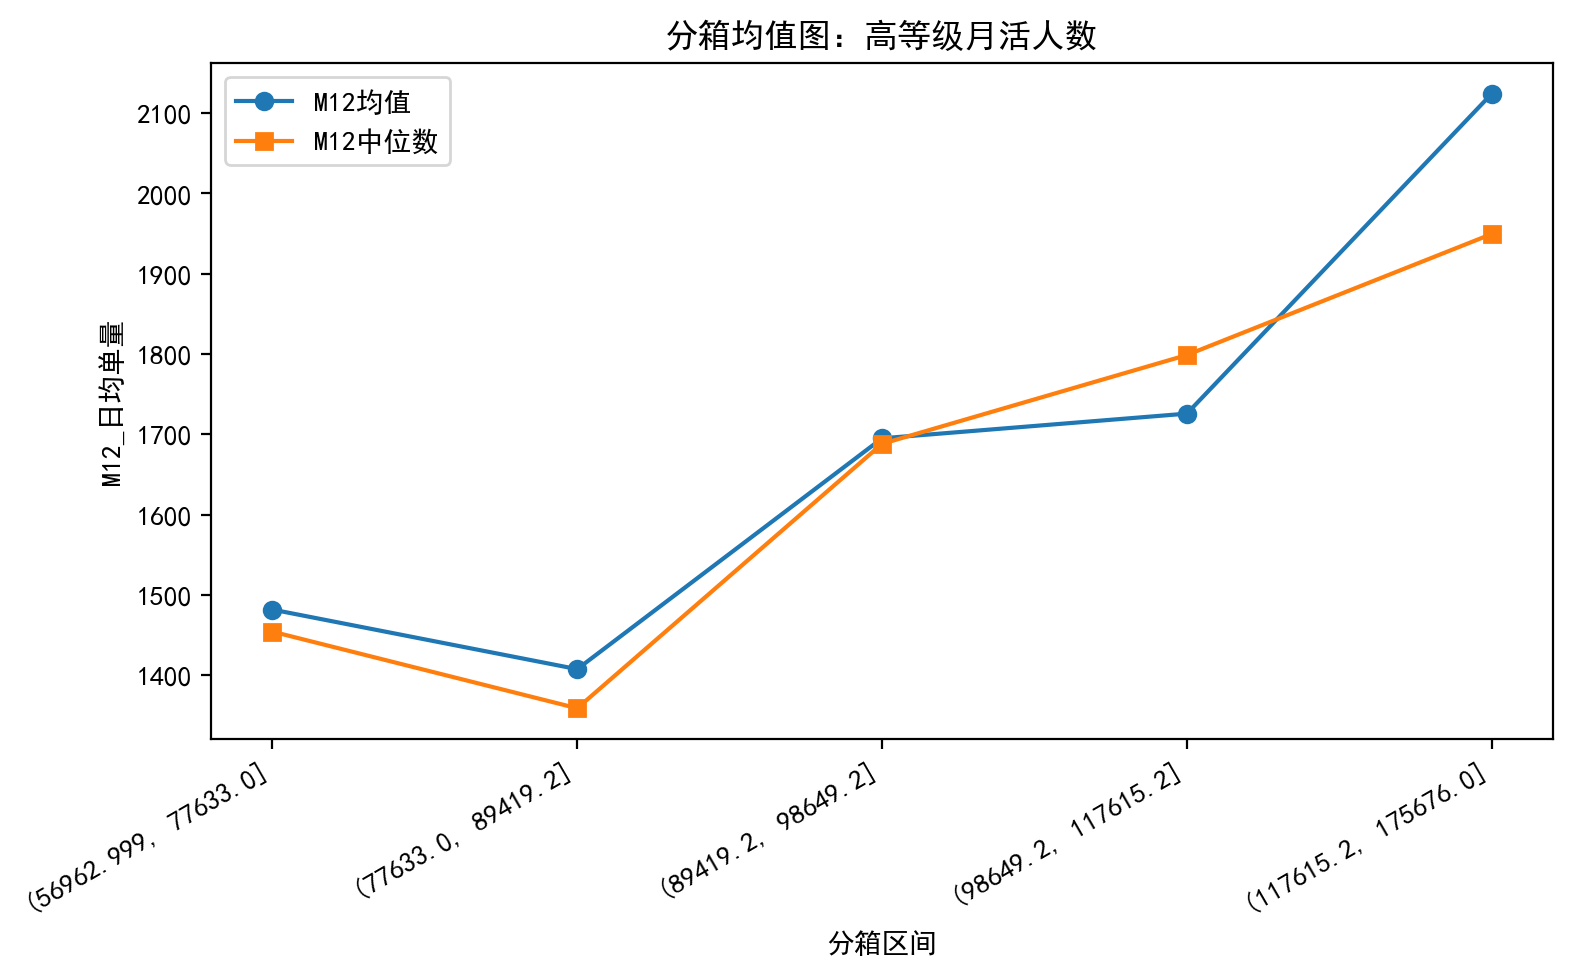 分箱均值图：高等级月活人数
M12均值
M12中位数
2100
2000
1900
1800
1700
1600
1500
1400
M12_日均单量
(56962.999, 77633.0]
(77633.0, 89419.2]
(89419.2, 98649.2]
(98649.2, 117615.2]
(117615.2, 175676.0]
分箱区间